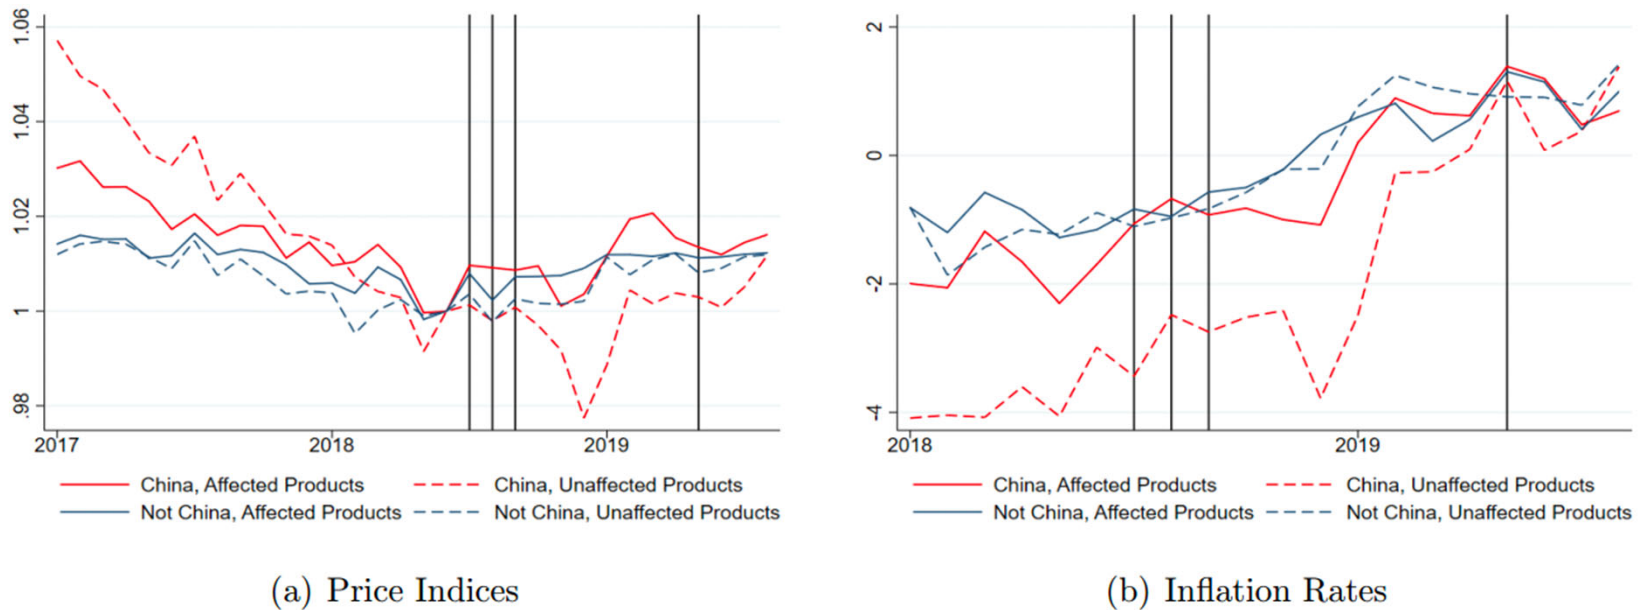 1.06
1.04
1.02
1
.98
2017 2018 2019
China, Affected Products China, Unaffected Products
Not China, Affected Products Not China, Unaffected Products
(a) Price Indices
2
0
-2
-4
2018 2019
China, Affected Products China, Unaffected Products
Not China, Affected Products Not China, Unaffected Products
(b) Inflation Rates